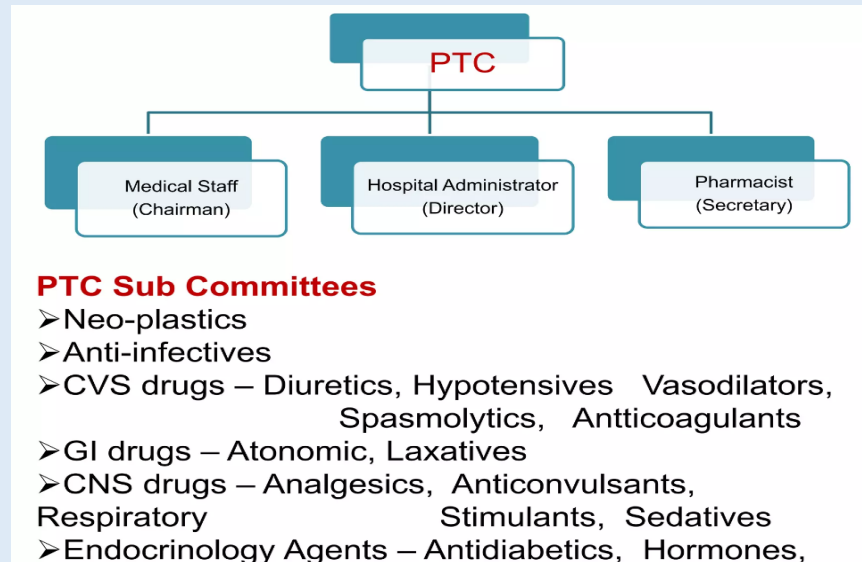 PTC
Medical Staff
(Chairman)
Hospital Administrator
(Director)
Pharmacist
(Secretary)
PTC Sub Committees
➢Neo-plastics
➢Anti-infectives
➢CVS drugs – Diuretics, Hypotensives Vasodilators,
Spasmolytics, Antticoagulants
➢GI drugs – Atonomic, Laxatives
➢CNS drugs – Analgesics, Anticonvulsants,
Respiratory Stimulants, Sedatives
➢Endocrinology Agents – Antidiabetics, Hormones,